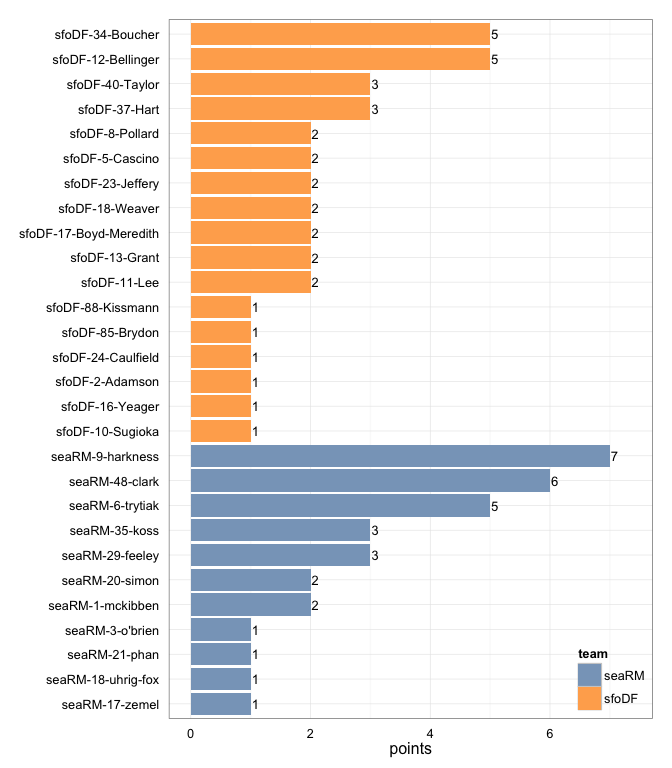 sfoDF-34-Boucher 5
sfoDF-12-Bellinger 5
sfoDF-40-Taylor 3
sfoDF-37-Hart 3
sfoDF-8-Pollard 2
sfoDF-5-Cascino 2
sfoDF-23-Jeffery 2
sfoDF-18-Weaver 2
sfoDF-17-Boyd-Meredith 2
sfoDF-13-Grant 2
sfoDF-11-Lee 2
sfoDF-88-Kissmann 1
sfoDF-85-Brydon 1
sfoDF-24-Caulfield 1
sfoDF-2-Adamson 1
sfoDF-16-Yeager 1
sfoDF-10-Sugioka 1
seaRM-9-harkness 7
seaRM-48-clark 6
seaRM-6-trytiak 5
seaRM-35-koss 3
seaRM-29-feeley 3
seaRM-20-simon 2
seaRM-1-mckibben 2
seaRM-3-o'brien 1
seaRM-21-phan 1
seaRM-18-uhrig-fox 1
seaRM-17-zemel 1
team
seaRM
sfoDF
0 2 4 6
points